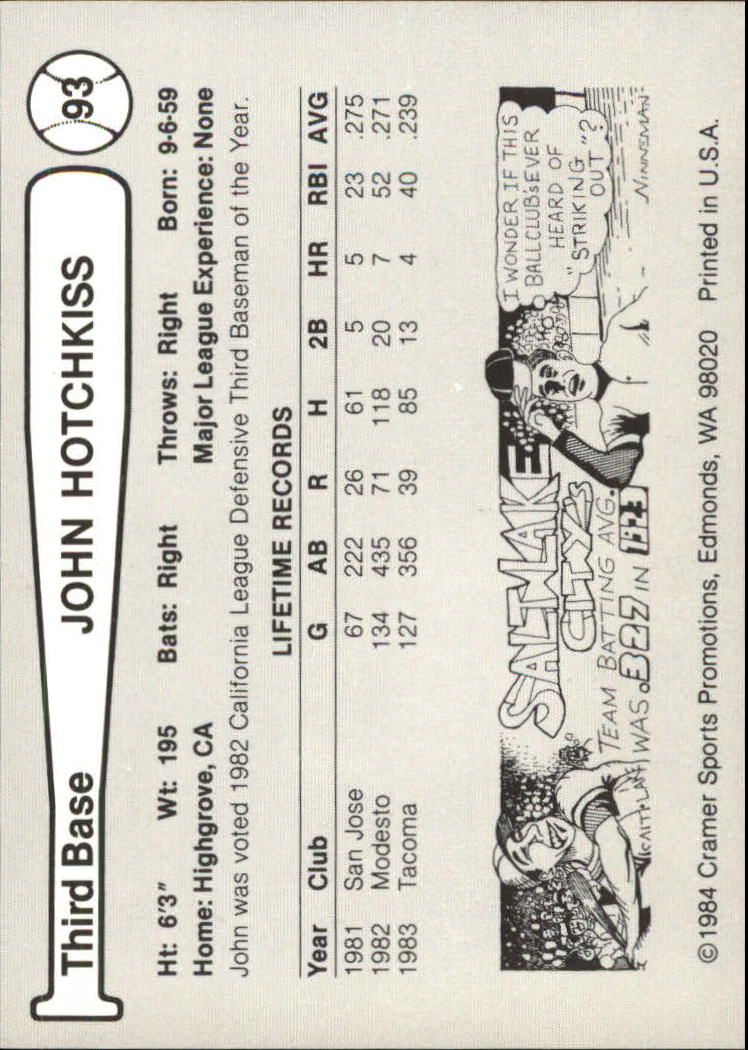 Third Base JOHN HOTCHKISS 93
Ht: 6'3" Wt: 195 Bats: Right Throws: Right Born: 9-6-59
Home: Highgrove, CA Major League Experience: None
John was voted 1982 California League Defensive Third Baseman of the Year.
LIFETIME RECORDS
Year Club G AB R H 2B HR RBI AVG
1981 San Jose 67 222 26 61 5 5 23 .275
1982 Modesto 134 435 71 118 20 7 52 .271
1983 Tacoma 127 356 39 85 13 4 40 .239
SALT LAKE
CITY'S
TEAM BATTING AVG.
WAS .327 IN 1923
I WONDER IF THIS
BALLCLUB'S EVER
HEARD OF
"STRIKING
OUT"?
NINNEMAN
©1984 Cramer Sports Promotions, Edmonds, WA 98020 Printed in U.S.A.